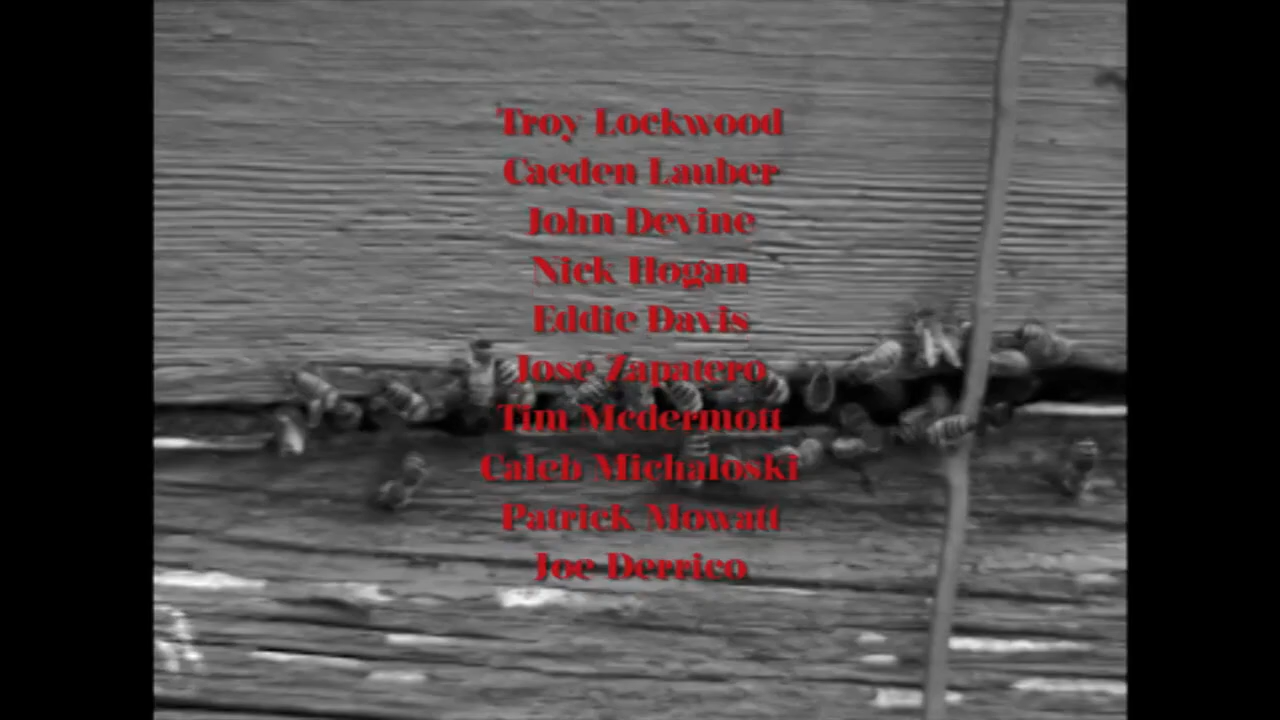 Troy Lockwood
Caeden Lauber
John Devine
Nick Hogan
Eddie Davis
Jose Zapatero
Tim Mcdermott
Caleb Michaloski
Patrick Mowatt
Joe Derrico